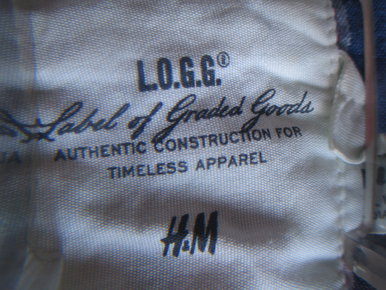 L.O.G.G.®
Label of Graded Goods
AUTHENTIC CONSTRUCTION FOR
TIMELESS APPAREL
H&M